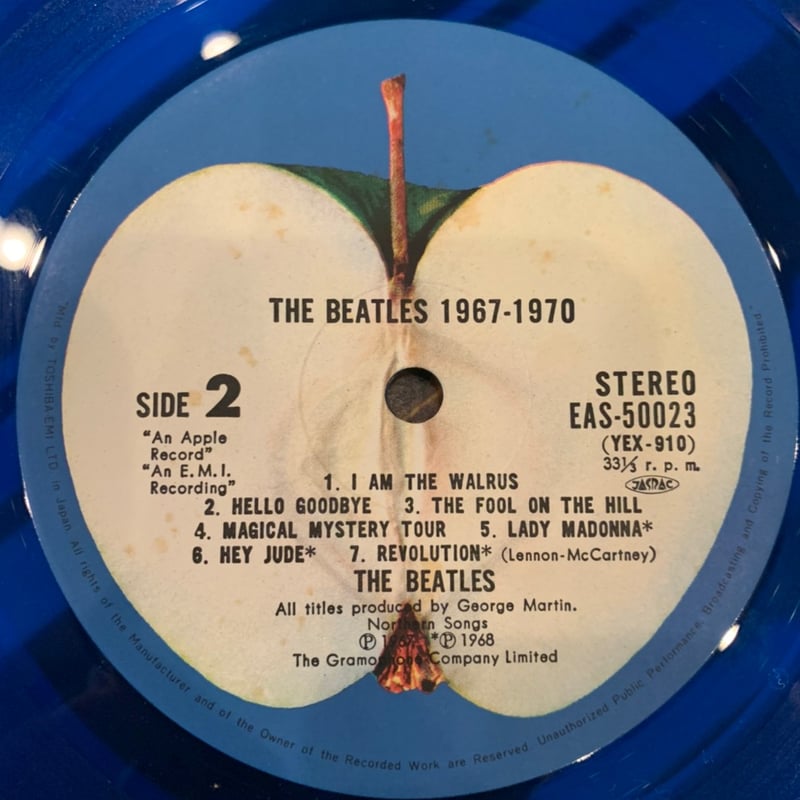 THE BEATLES 1967-1970
SIDE 2
"An Apple
Record"
"An E.M.I.
Recording"
STEREO
EAS-50023
(YEX-910)
33⅓ r. p. m.
JASRAC
1. I AM THE WALRUS
2. HELLO GOODBYE 3. THE FOOL ON THE HILL
4. MAGICAL MYSTERY TOUR 5. LADY MADONNA*
6. HEY JUDE* 7. REVOLUTION* (Lennon-McCartney)
THE BEATLES
All titles produced by George Martin.
Northern Songs
Ⓟ 1967 *Ⓟ 1968
The Gramophone Company Limited
"Mfd by TOSHIBA EMI LTD. in Japan. All rights of the Manufacturer and of the Owner of the Recorded Work are Reserved. Unauthorized Public Performance, Broadcasting and Copying of the Record Prohibited"